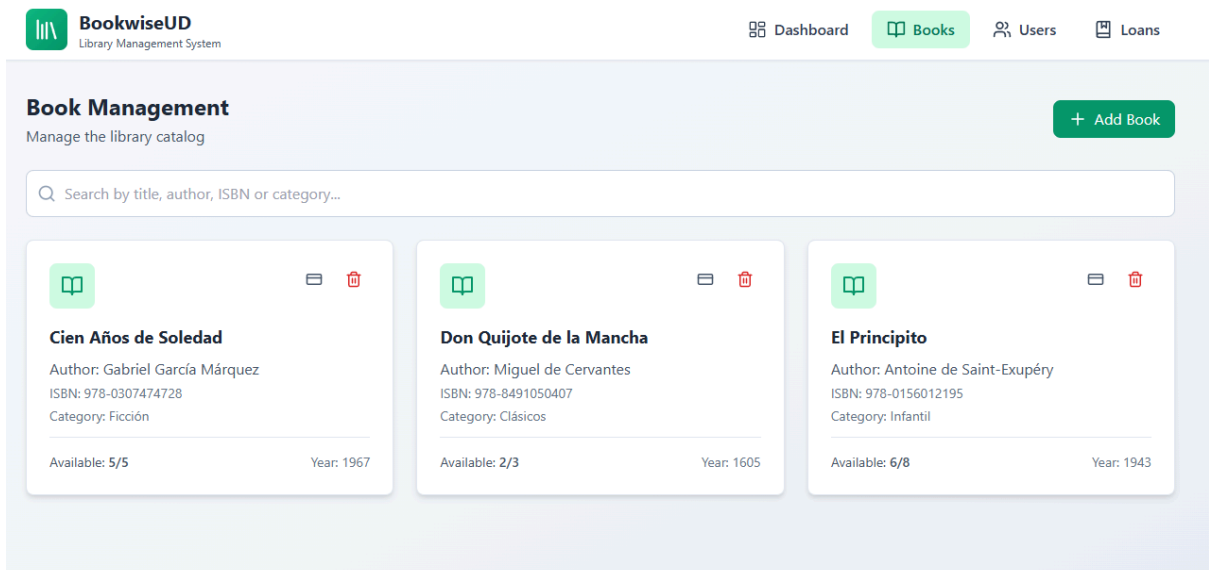 BookwiseUD
Library Management System
Dashboard
Books
Users
Loans
Book Management
Manage the library catalog
Add Book
Search by title, author, ISBN or category...
Cien Años de Soledad
Author: Gabriel García Márquez
ISBN: 978-0307474728
Category: Ficción
Available: 5/5
Year: 1967
Don Quijote de la Mancha
Author: Miguel de Cervantes
ISBN: 978-8491050407
Category: Clásicos
Available: 2/3
Year: 1605
El Principito
Author: Antoine de Saint-Exupéry
ISBN: 978-0156012195
Category: Infantil
Available: 6/8
Year: 1943